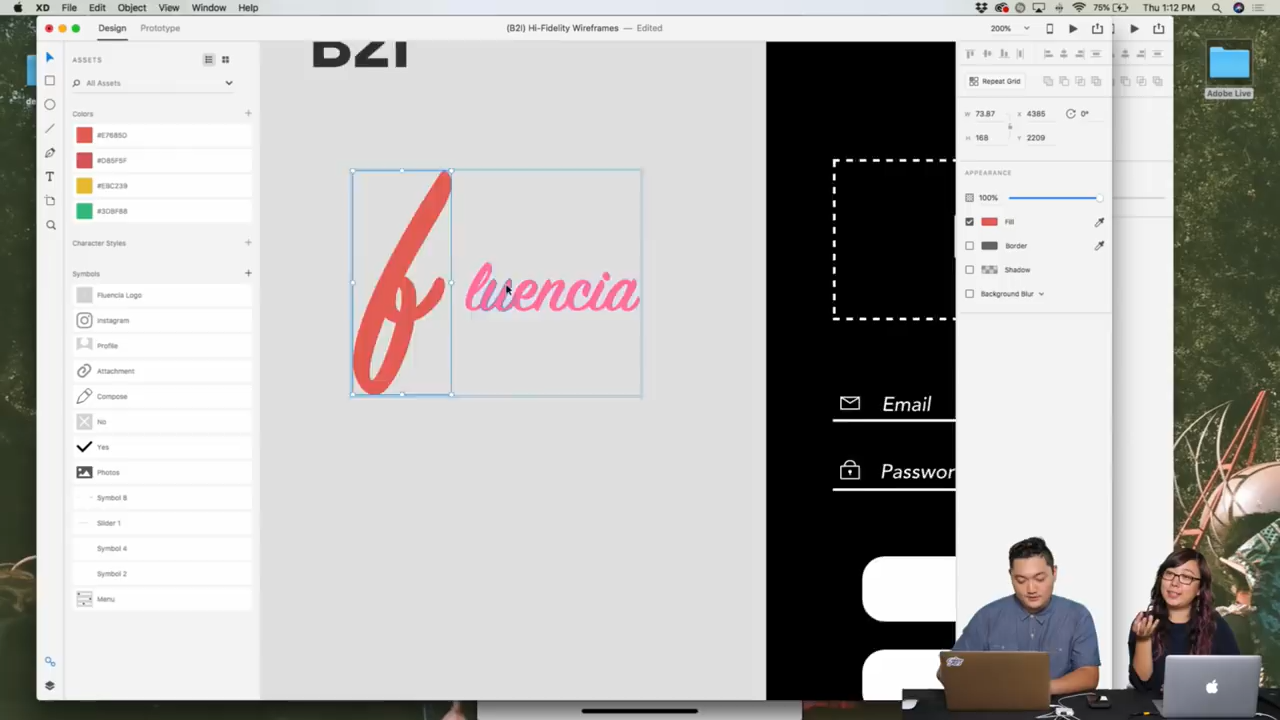 XD File Edit Object View Window Help
75% Thu 1:12 PM
Design Prototype
(B2I) Hi-Fidelity Wireframes — Edited
200%
ASSETS
All Assets
Colors
#E7685D
#DB5F5F
#EBC239
Character Styles
Symbols
Fluencia Logo
Instagram
Profile
Attachment
Compose
No
Yes
Photos
Symbol 8
Slider 1
Symbol 4
Symbol 2
Menu
B2I
f luencia
Email
Passwor
Repeat Grid
W 73.87 X 4385 0°
H 168 Y 2209
APPEARANCE
100%
Fill
Border
Shadow
Background Blur
Adobe Live